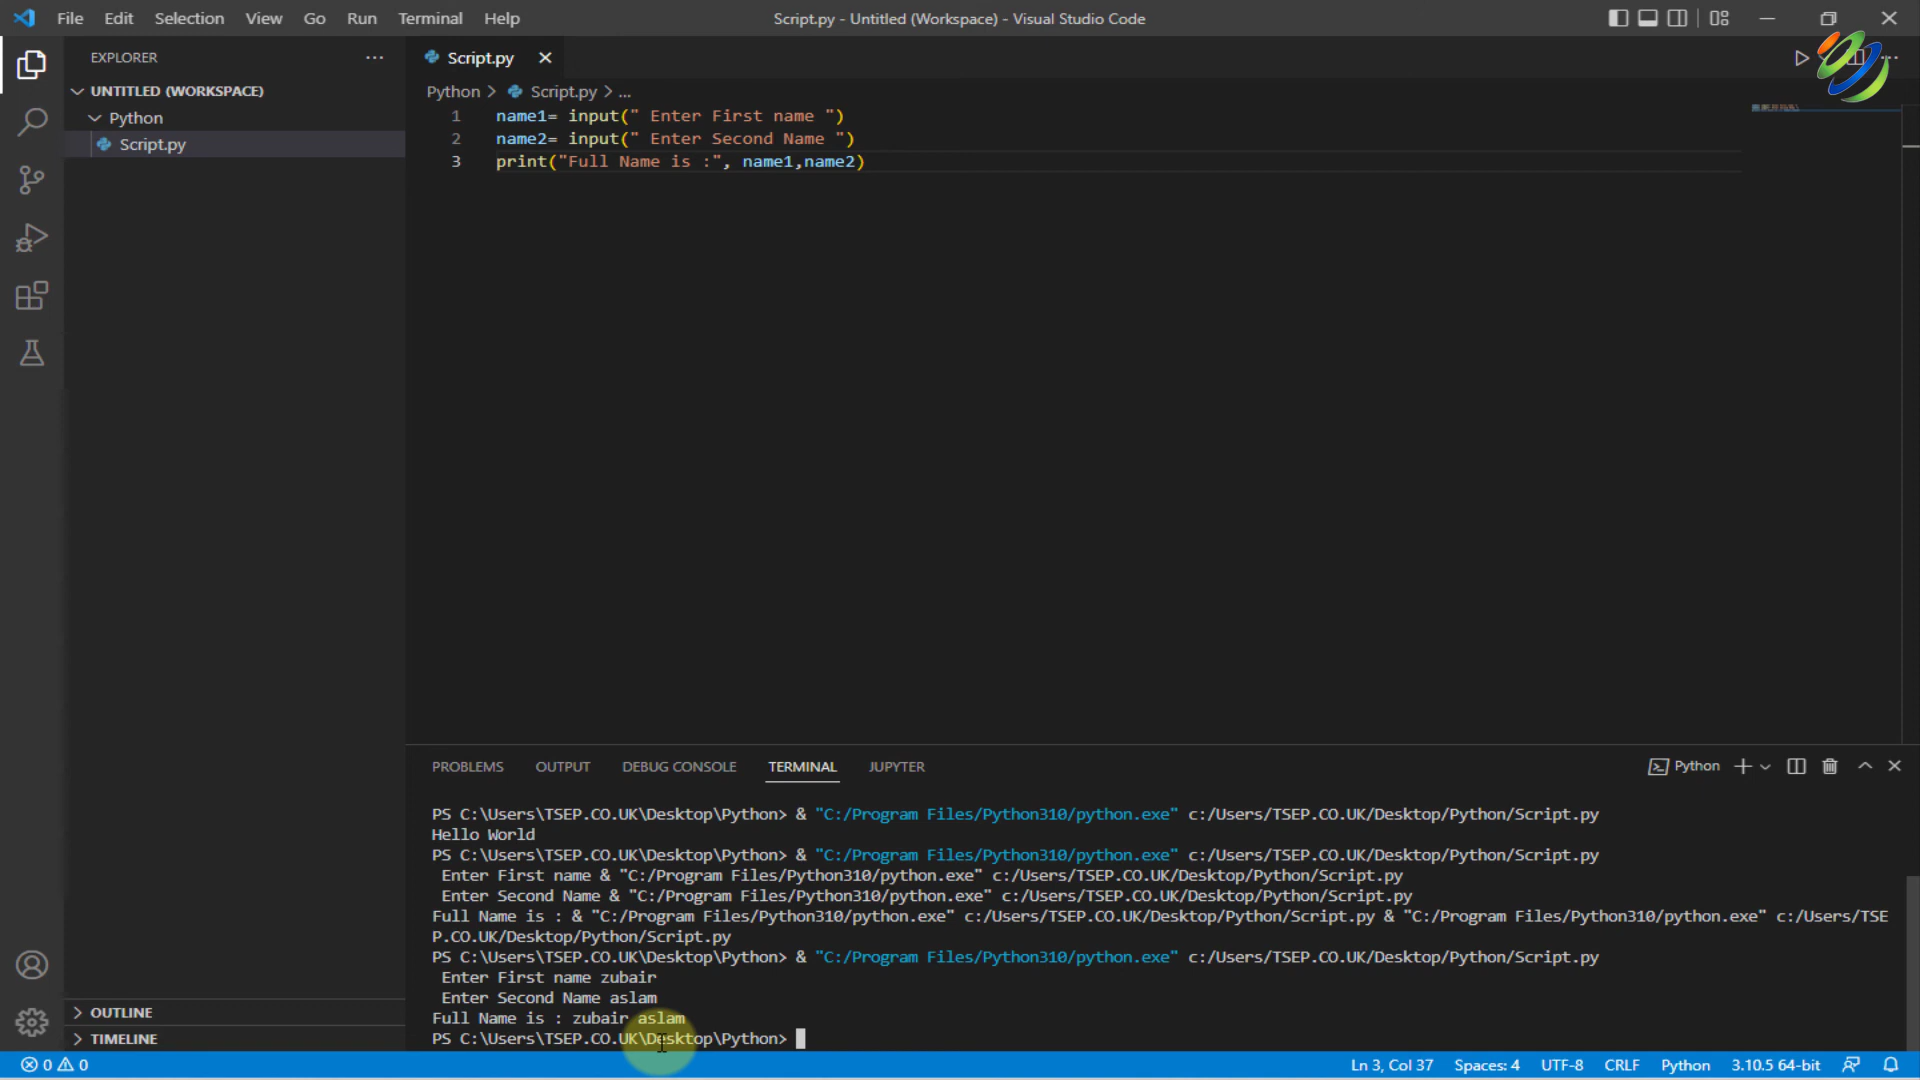 File Edit Selection View Go Run Terminal Help
Script.py - Untitled (Workspace) - Visual Studio Code
EXPLORER
Script.py
UNTITLED (WORKSPACE)
Python > Script.py > ...
Python
Script.py
1 name1= input(" Enter First name ")
2 name2= input(" Enter Second Name ")
3 print("Full Name is :", name1,name2)
PROBLEMS OUTPUT DEBUG CONSOLE TERMINAL JUPYTER
Python
PS C:\Users\TSEP.CO.UK\Desktop\Python> & "C:/Program Files/Python310/python.exe" c:/Users/TSEP.CO.UK/Desktop/Python/Script.py
Hello World
PS C:\Users\TSEP.CO.UK\Desktop\Python> & "C:/Program Files/Python310/python.exe" c:/Users/TSEP.CO.UK/Desktop/Python/Script.py
Enter First name & "C:/Program Files/Python310/python.exe" c:/Users/TSEP.CO.UK/Desktop/Python/Script.py
Enter Second Name & "C:/Program Files/Python310/python.exe" c:/Users/TSEP.CO.UK/Desktop/Python/Script.py
Full Name is : & "C:/Program Files/Python310/python.exe" c:/Users/TSEP.CO.UK/Desktop/Python/Script.py & "C:/Program Files/Python310/python.exe" c:/Users/TSE
P.CO.UK/Desktop/Python/Script.py
PS C:\Users\TSEP.CO.UK\Desktop\Python> & "C:/Program Files/Python310/python.exe" c:/Users/TSEP.CO.UK/Desktop/Python/Script.py
Enter First name zubair
Enter Second Name aslam
Full Name is : zubair aslam
PS C:\Users\TSEP.CO.UK\Desktop\Python>
OUTLINE
TIMELINE
0 0
Ln 3, Col 37 Spaces: 4 UTF-8 CRLF Python 3.10.5 64-bit